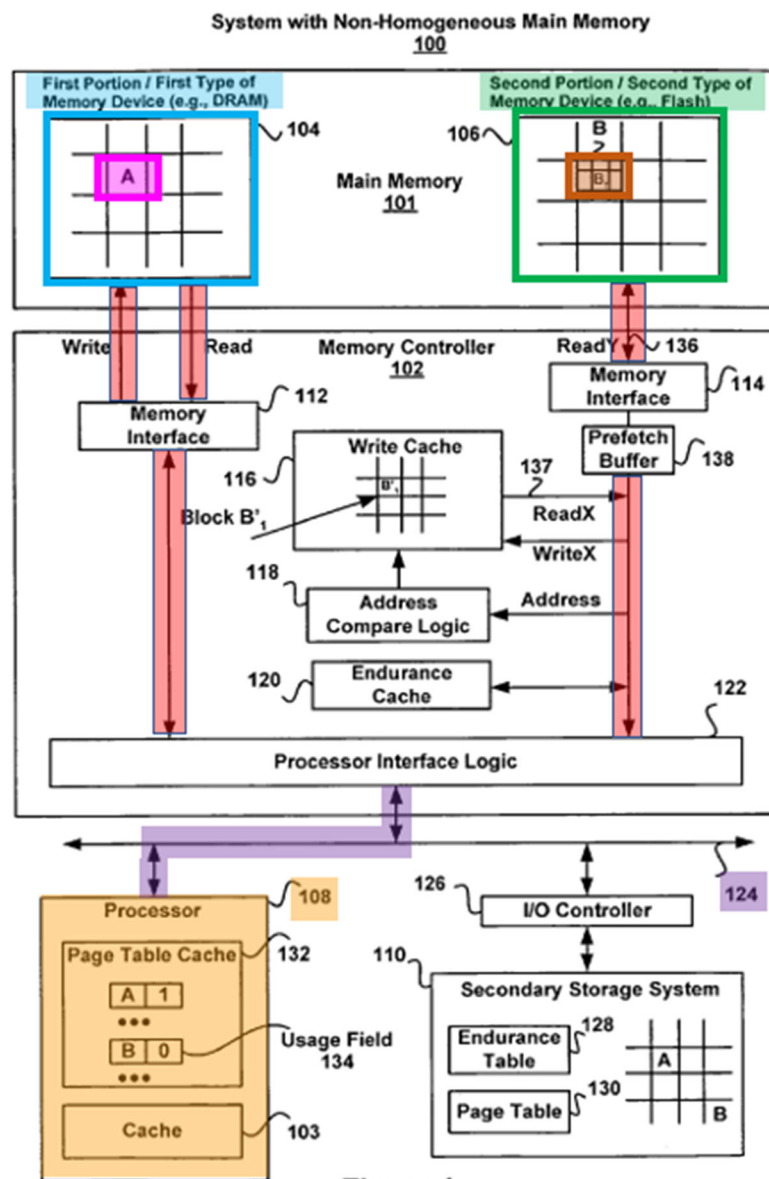 System with Non-Homogeneous Main Memory
100
First Portion / First Type of
Memory Device (e.g., DRAM)
104
A
Second Portion / Second Type of
Memory Device (e.g., Flash)
106
B
Main Memory
101
Write
Read
Memory Controller
102
ReadY
136
Memory
Interface
112
Memory
Interface
114
Prefetch
Buffer
138
Write Cache
116
B'1
Block B'1
137
ReadX
WriteX
118
Address
Compare Logic
Address
120
Endurance
Cache
122
Processor Interface Logic
124
Processor
108
Page Table Cache
132
A 1
•••
B 0
•••
Usage Field
134
Cache
103
126
I/O Controller
110
Secondary Storage System
Endurance
Table
128
Page Table
130
A
B